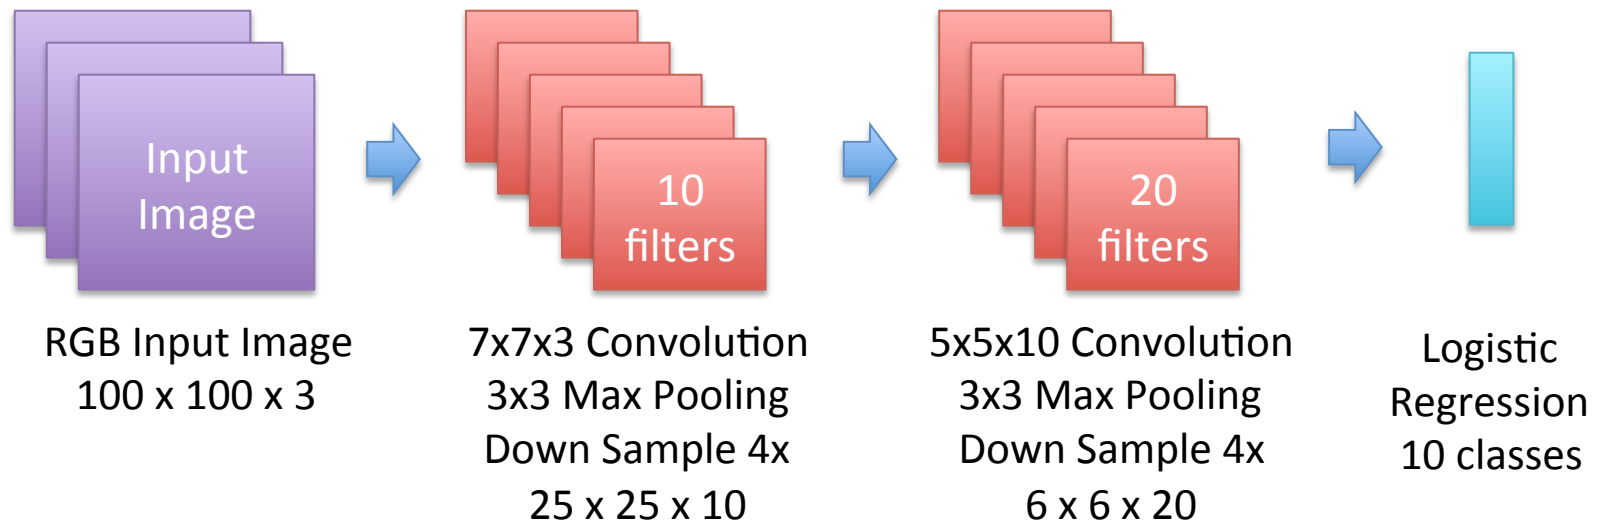 Input
Image
RGB Input Image
100 x 100 x 3
10
filters
7x7x3 Convolution
3x3 Max Pooling
Down Sample 4x
25 x 25 x 10
20
filters
5x5x10 Convolution
3x3 Max Pooling
Down Sample 4x
6 x 6 x 20
Logistic
Regression
10 classes